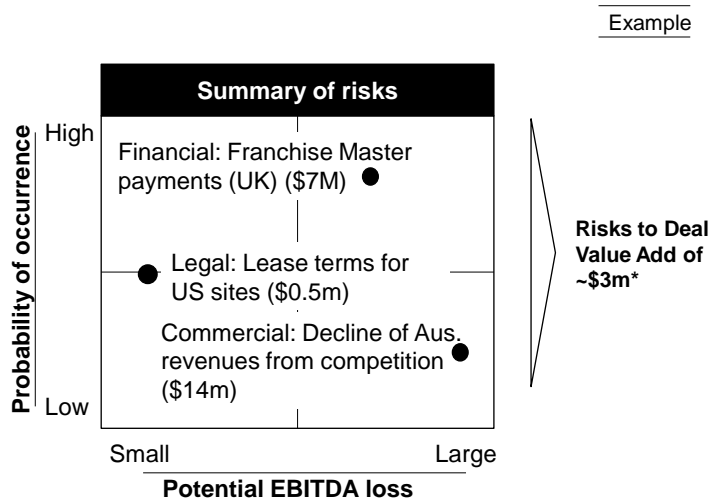 Example
Summary of risks
Probability of occurrence
High
Financial: Franchise Master
payments (UK) ($7M)
Legal: Lease terms for
US sites ($0.5m)
Commercial: Decline of Aus.
revenues from competition
($14m)
Low
Small
Large
Potential EBITDA loss
Risks to Deal
Value Add of
~$3m*